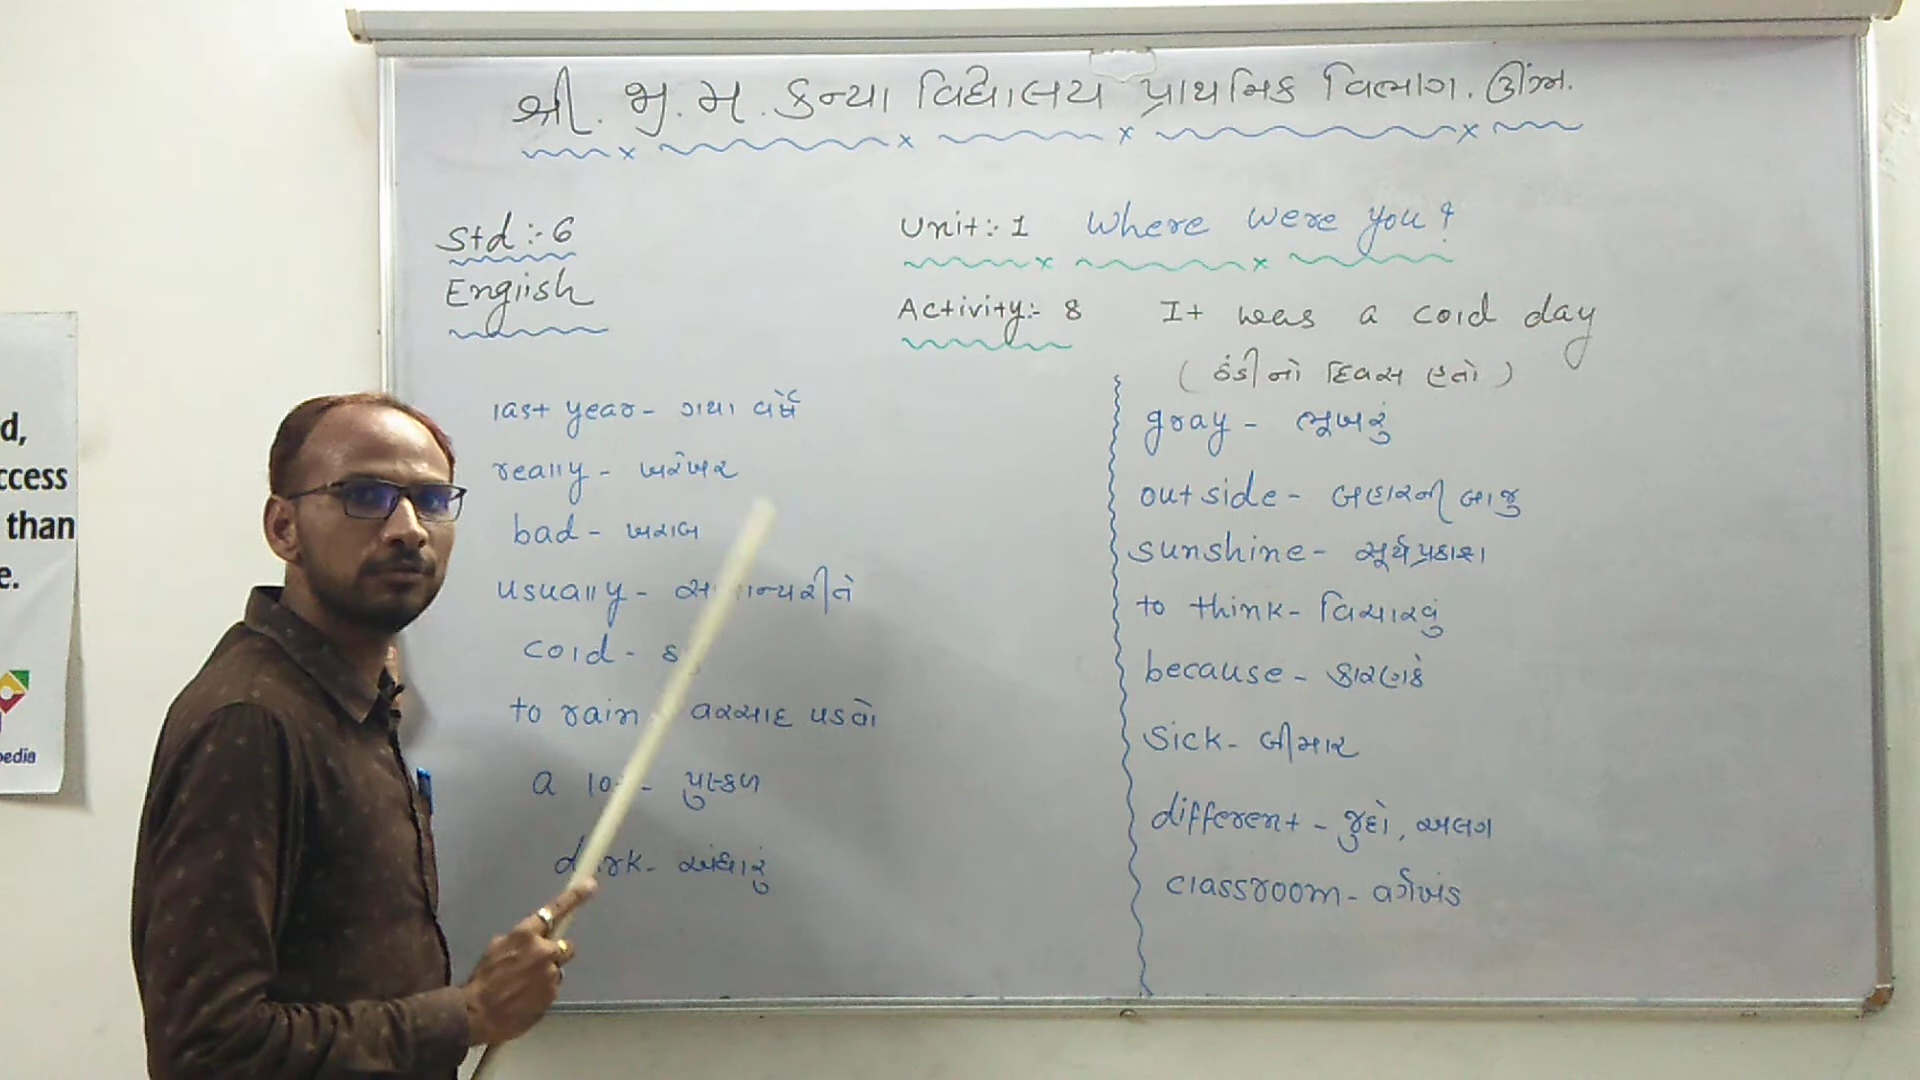 શ્રી. જી. મ. કન્યા વિદ્યાલય પ્રાથમિક વિભાગ. ઊંઝા.
Std :- 6
English
Unit :- 1 Where were you ?
Activity :- 8 It was a cold day
( ઠંડીનો દિવસ હતો )
last year - ગયા વર્ષે
really - ખરેખર
bad - ખરાબ
usually -
cold -
to rain વરસાદ પડવો
a પુષ્કળ
અંધારું
gray - ભૂખરું
outside - બહારની બાજુ
sunshine - સૂર્યપ્રકાશ
to think - વિચારવું
because - કારણકે
sick - બીમાર
different - જુદો, અલગ
classroom - વર્ગખંડ
d,
ccess
than
e.
pedia